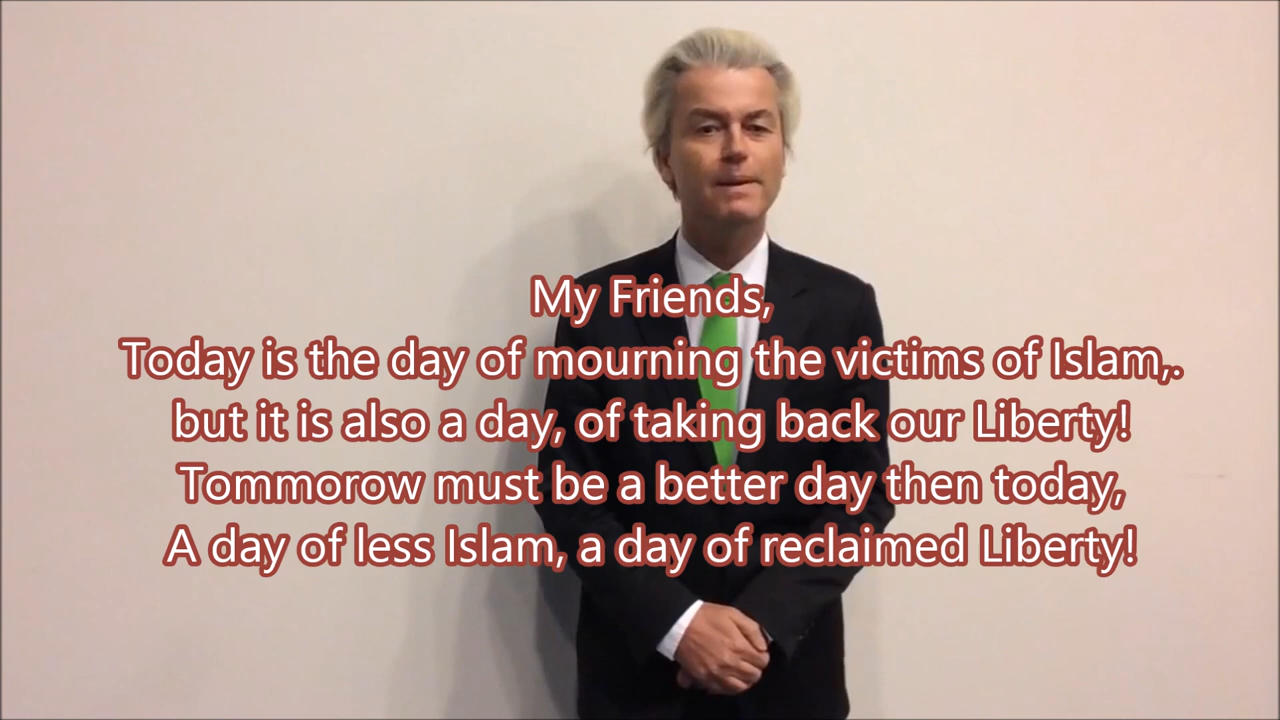 My Friends,
Today is the day of mourning the victims of Islam,.
but it is also a day, of taking back our Liberty!
Tommorow must be a better day then today,
A day of less Islam, a day of reclaimed Liberty!